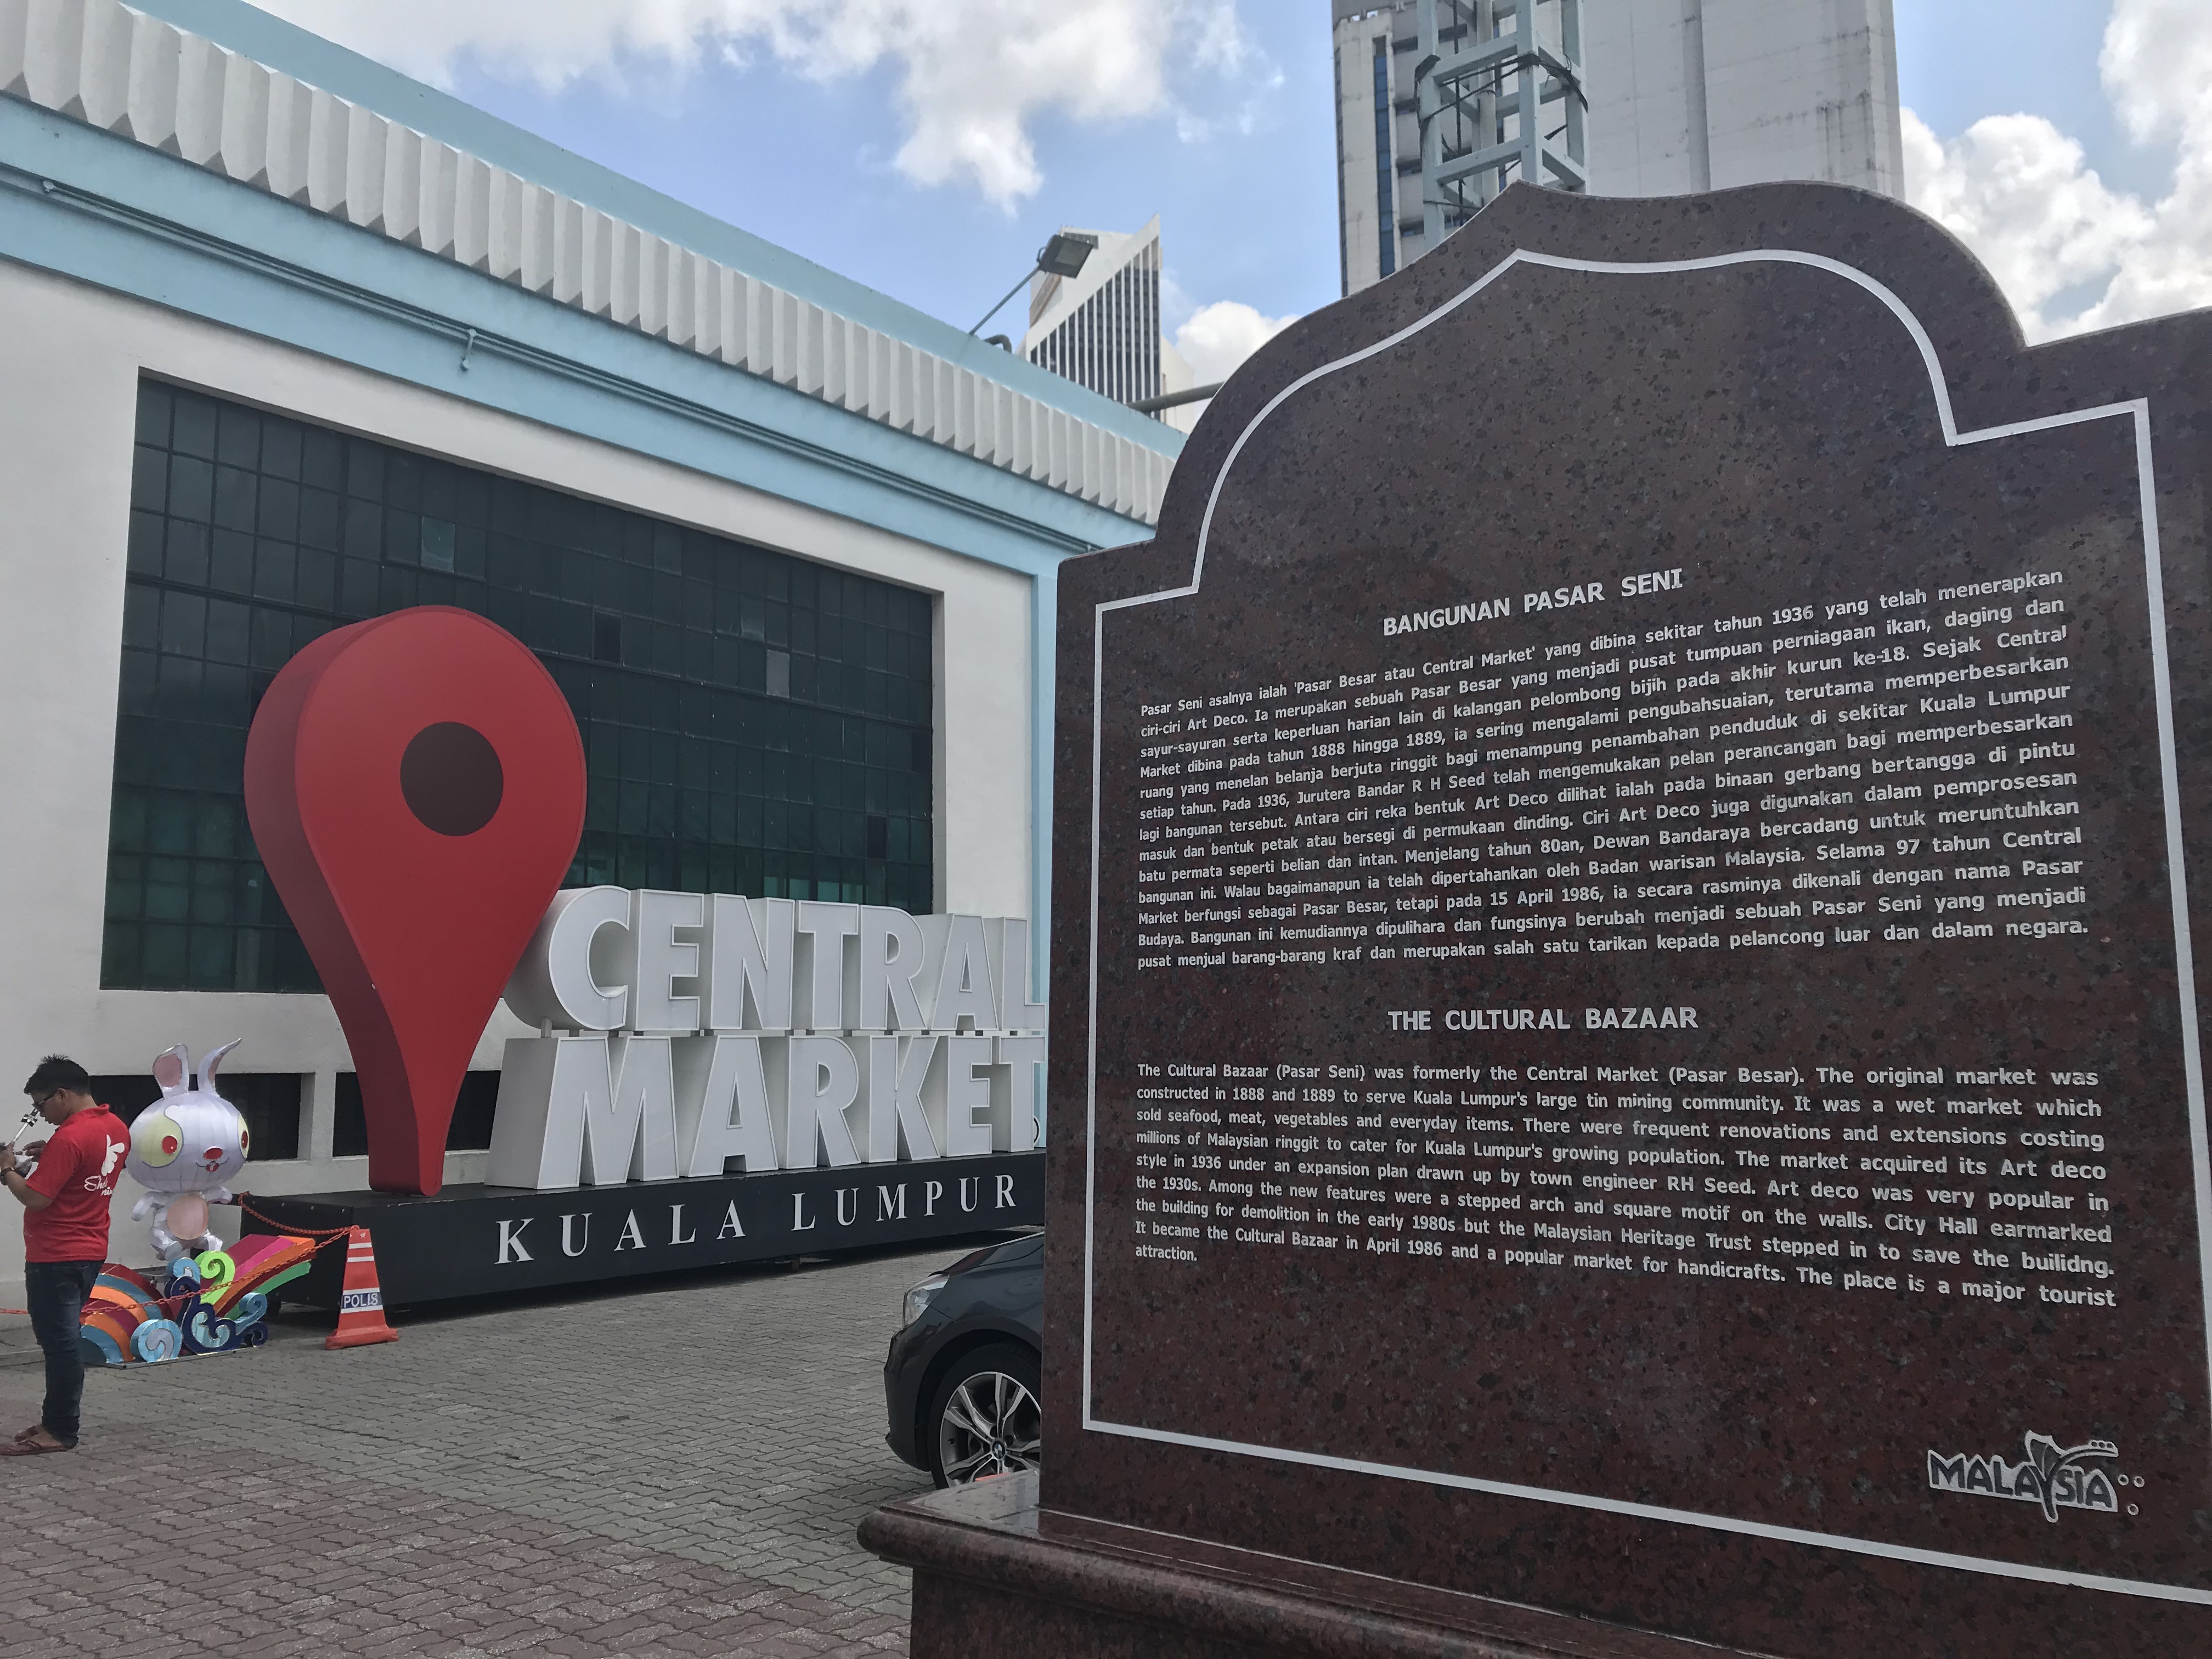 CENTRAL
MARKET
KUALA LUMPUR
POLIS
BANGUNAN PASAR SENI
Pasar Seni asalnya ialah 'Pasar Besar atau Central Market' yang dibina sekitar tahun 1936 yang telah menerapkan
ciri-ciri Art Deco. Ia merupakan sebuah Pasar Besar yang menjadi pusat tumpuan perniagaan ikan, daging dan
sayur-sayuran serta keperluan harian lain di kalangan pelombong bijih pada akhir kurun ke-18. Sejak Central
Market dibina pada tahun 1888 hingga 1889, ia sering mengalami pengubahsuaian, terutama memperbesarkan
ruang yang menelan belanja berjuta ringgit bagi menampung penambahan penduduk di sekitar Kuala Lumpur
setiap tahun. Pada 1936, Jurutera Bandar R H Seed telah mengemukakan pelan perancangan bagi memperbesarkan
lagi bangunan tersebut. Antara ciri reka bentuk Art Deco dilihat ialah pada binaan gerbang bertangga di pintu
masuk dan bentuk petak atau bersegi di permukaan dinding. Ciri Art Deco juga digunakan dalam pemprosesan
batu permata seperti belian dan intan. Menjelang tahun 80an, Dewan Bandaraya bercadang untuk meruntuhkan
bangunan ini. Walau bagaimanapun ia telah dipertahankan oleh Badan warisan Malaysia. Selama 97 tahun Central
Market berfungsi sebagai Pasar Besar, tetapi pada 15 April 1986, ia secara rasminya dikenali dengan nama Pasar
Budaya. Bangunan ini kemudiannya dipulihara dan fungsinya berubah menjadi sebuah Pasar Seni yang menjadi
pusat menjual barang-barang kraf dan merupakan salah satu tarikan kepada pelancong luar dan dalam negara.
THE CULTURAL BAZAAR
The Cultural Bazaar (Pasar Seni) was formerly the Central Market (Pasar Besar). The original market was
constructed in 1888 and 1889 to serve Kuala Lumpur's large tin mining community. It was a wet market which
sold seafood, meat, vegetables and everyday items. There were frequent renovations and extensions costing
millions of Malaysian ringgit to cater for Kuala Lumpur's growing population. The market acquired its Art deco
style in 1936 under an expansion plan drawn up by town engineer RH Seed. Art deco was very popular in
the 1930s. Among the new features were a stepped arch and square motif on the walls. City Hall earmarked
the building for demolition in the early 1980s but the Malaysian Heritage Trust stepped in to save the builidng.
It became the Cultural Bazaar in April 1986 and a popular market for handicrafts. The place is a major tourist
attraction.
MALAYSIA